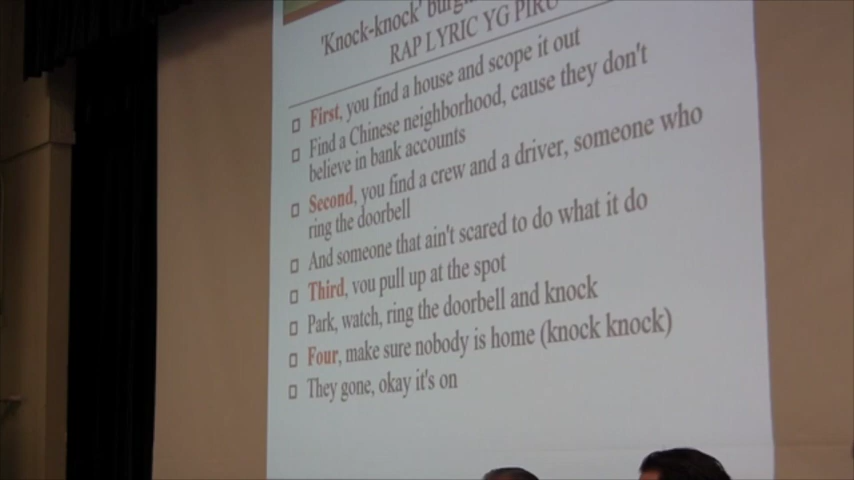 'Knock-knock'
RAP LYRIC YG PIRU
First, you find a house and scope it out
Find a Chinese neighborhood, cause they don't
believe in bank accounts
Second, you find a crew and a driver, someone who
ring the doorbell
And someone that ain't scared to do what it do
Third, you pull up at the spot
Park, watch, ring the doorbell and knock
Four, make sure nobody is home (knock knock)
They gone, okay it's on